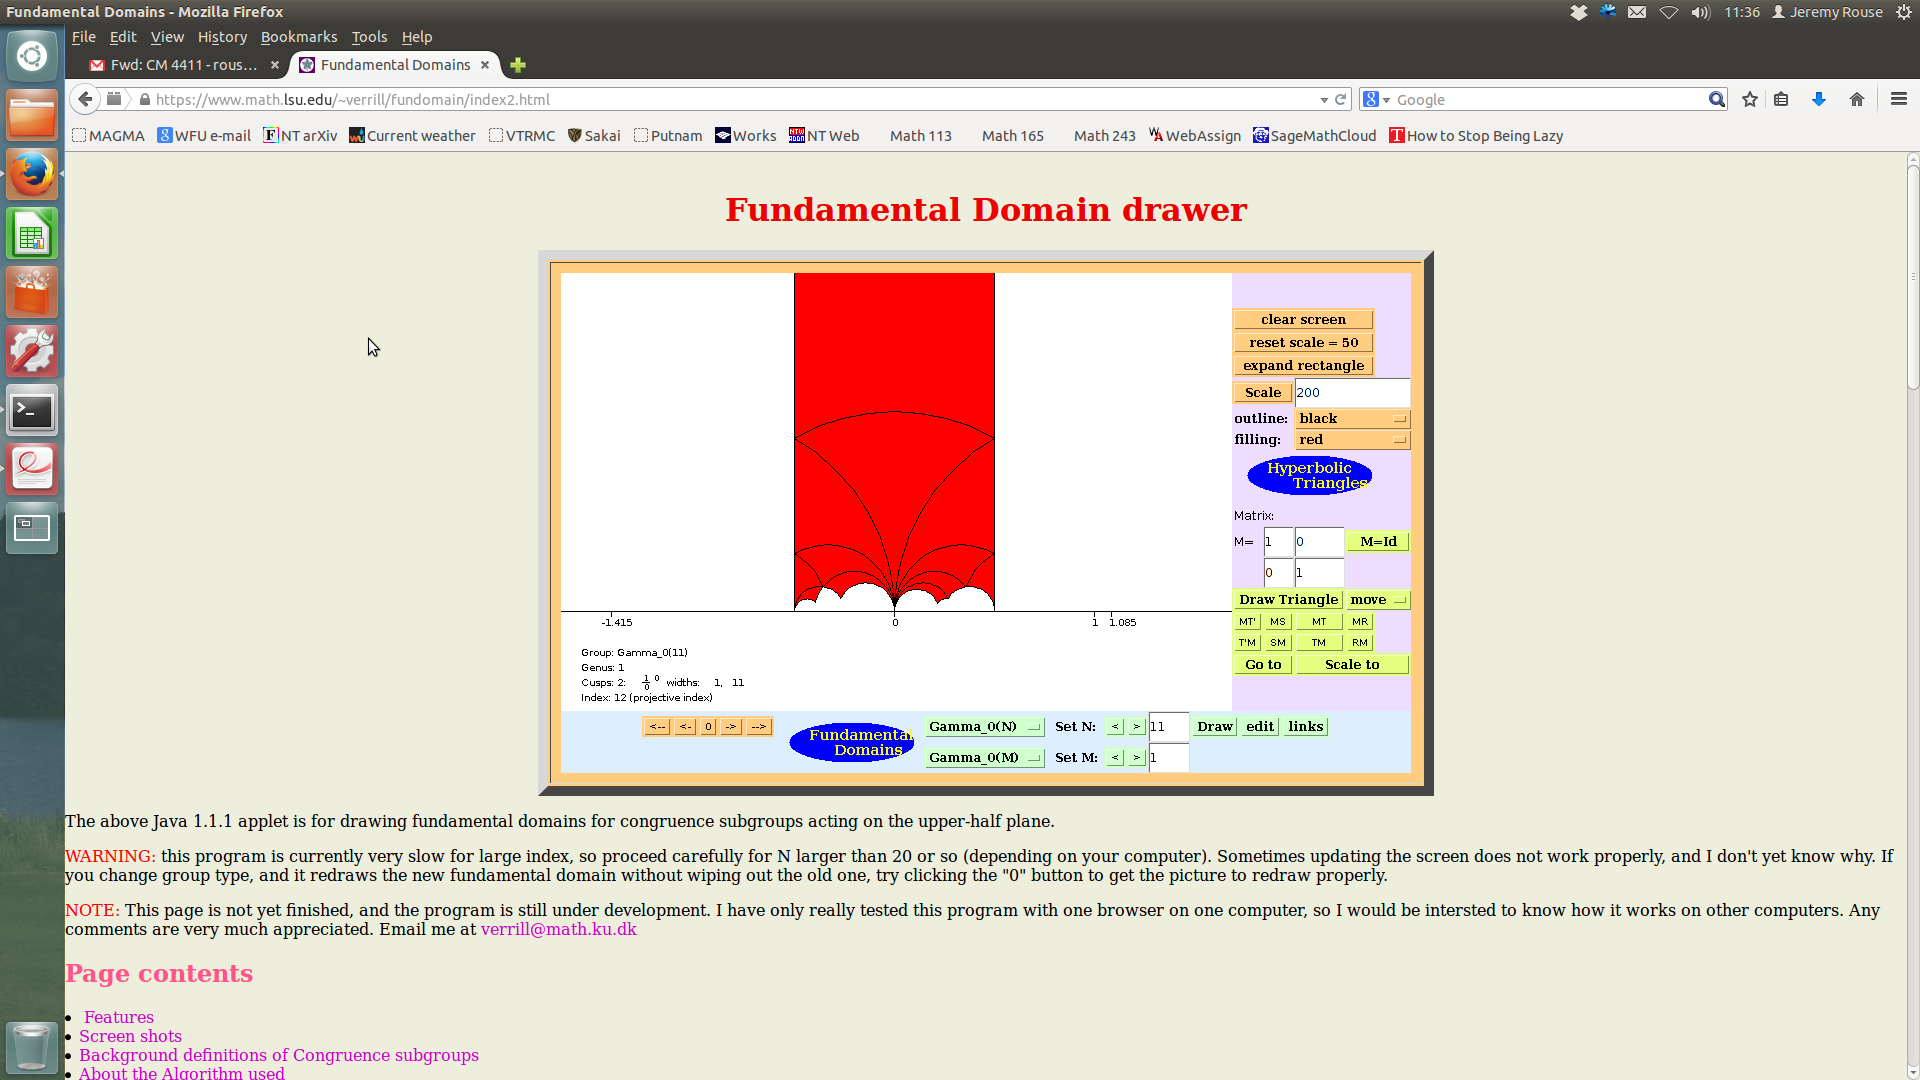 Fundamental Domains - Mozilla Firefox
11:36 Jeremy Rouse
File Edit View History Bookmarks Tools Help
Fwd: CM 4411 - rous... Fundamental Domains
https://www.math.lsu.edu/~verrill/fundomain/index2.html Google
MAGMA WFU e-mail NT arXiv Current weather VTRMC Sakai Putnam Works NT Web Math 113 Math 165 Math 243 WebAssign SageMathCloud How to Stop Being Lazy
Fundamental Domain drawer
clear screen
reset scale = 50
expand rectangle
Scale 200
outline: black
filling: red
Hyperbolic
Triangles
Matrix:
M= 1 0 M=Id
0 1
Draw Triangle move
MT' MS MT MR
T'M SM TM RM
Go to Scale to
-1.415 0 1 1.085
Group: Gamma_0(11)
Genus: 1
Cusps: 2: 1/0 0 widths: 1, 11
Index: 12 (projective index)
<-- <- 0 -> -->
Fundamental
Domains
Gamma_0(N) Set N: < > 11 Draw edit links
Gamma_0(M) Set M: < > 1
The above Java 1.1.1 applet is for drawing fundamental domains for congruence subgroups acting on the upper-half plane.
WARNING: this program is currently very slow for large index, so proceed carefully for N larger than 20 or so (depending on your computer). Sometimes updating the screen does not work properly, and I don't yet know why. If
you change group type, and it redraws the new fundamental domain without wiping out the old one, try clicking the "0" button to get the picture to redraw properly.
NOTE: This page is not yet finished, and the program is still under development. I have only really tested this program with one browser on one computer, so I would be intersted to know how it works on other computers. Any
comments are very much appreciated. Email me at verrill@math.ku.dk
Page contents
Features
Screen shots
Background definitions of Congruence subgroups
About the Algorithm used